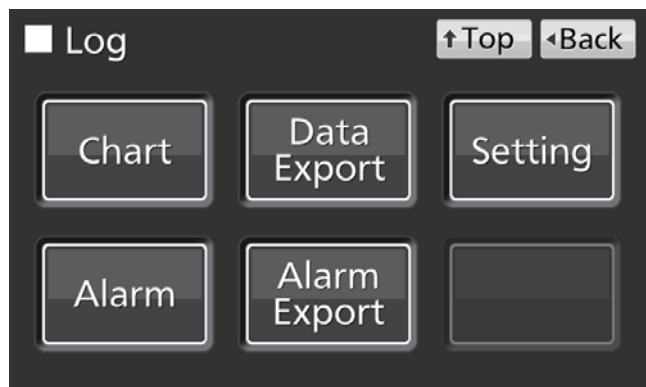 Log
↑Top
◂Back
Chart
Data
Export
Setting
Alarm
Alarm
Export